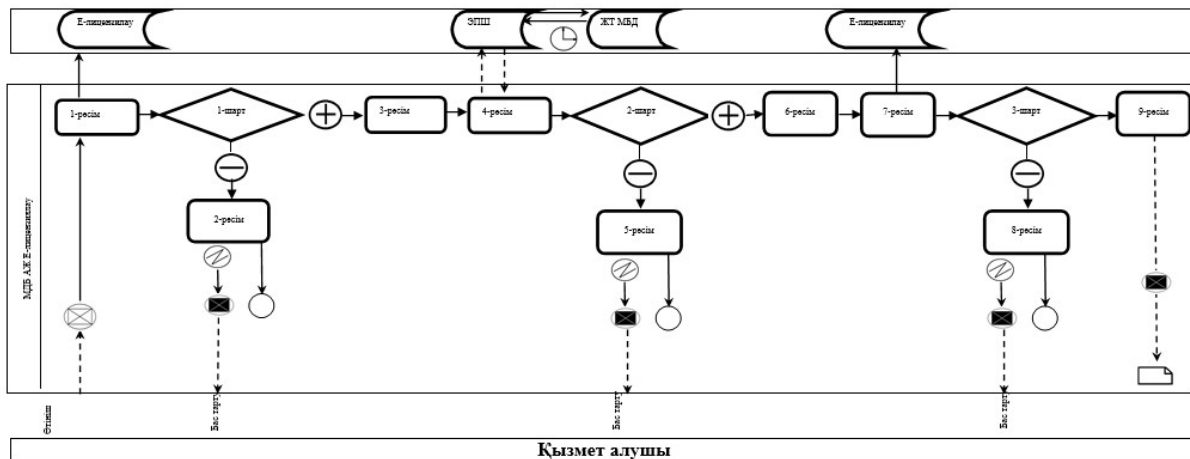 Е-лицензиялау
ЭПШ
ЖТ МБД
Е-лицензиялау
1-рәсім
1-шарт
3-рәсім
4-рәсім
2-шарт
6-рәсім
7-рәсім
3-шарт
9-рәсім
2-рәсім
5-рәсім
8-рәсім
МДБ АЖ Е-лицензиялау
Өтініш
Бас тарту
Бас тарту
Бас тарту
Қызмет алушы